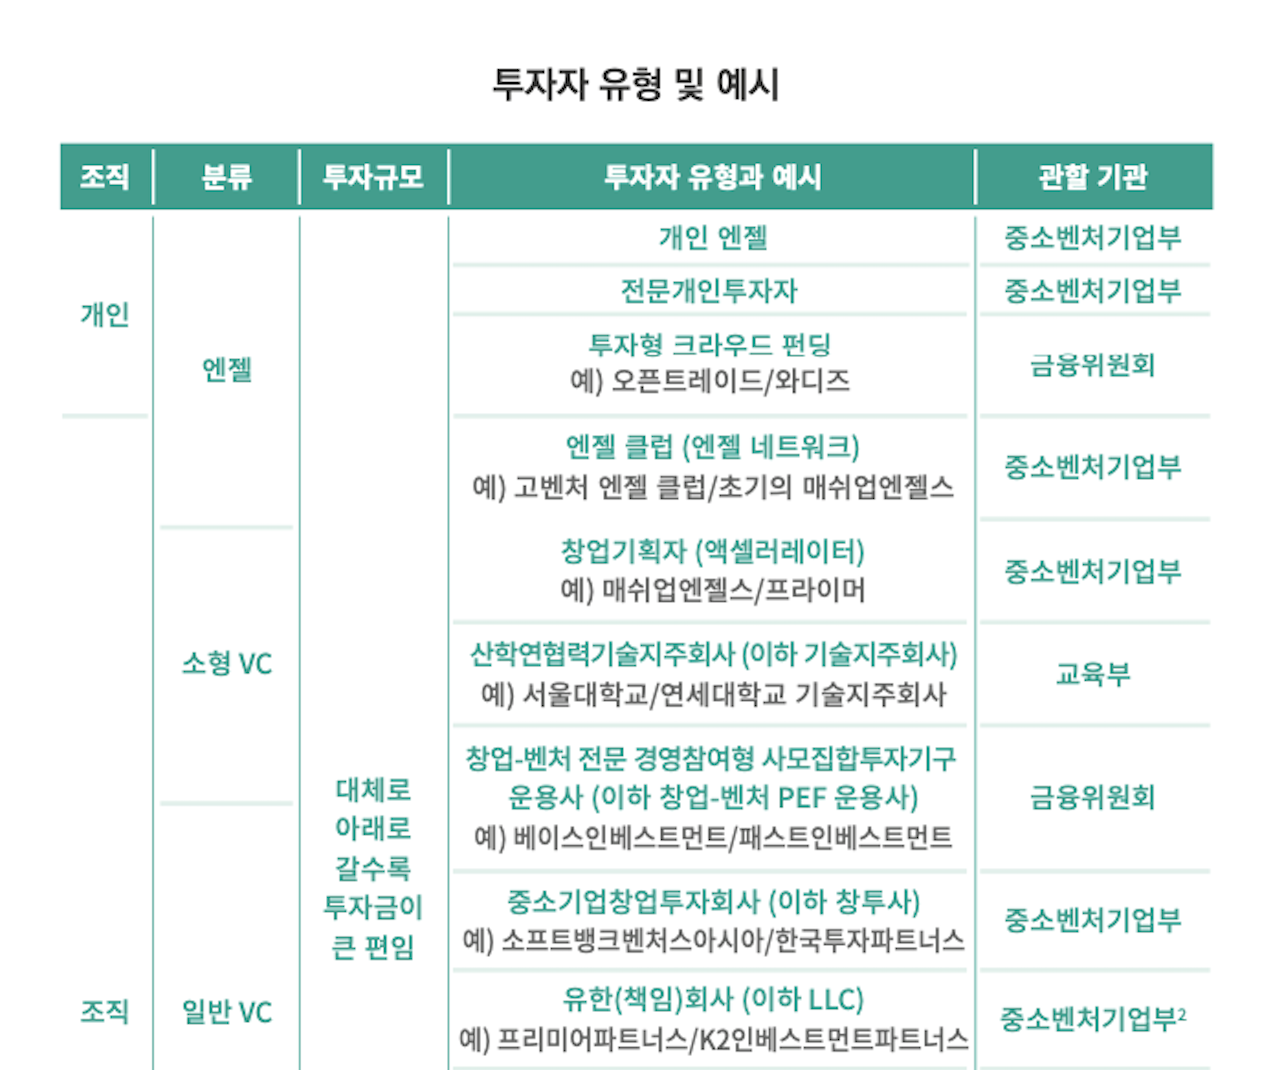 투자자 유형 및 예시
조직 분류 투자규모 투자자 유형과 예시 관할 기관
개인 엔젤 중소벤처기업부
전문개인투자자 중소벤처기업부
개인
투자형 크라우드 펀딩
예) 오픈트레이드/와디즈
금융위원회
엔젤
엔젤 클럽 (엔젤 네트워크)
예) 고벤처 엔젤 클럽/초기의 매쉬업엔젤스
중소벤처기업부
창업기획자 (액셀러레이터)
예) 매쉬업엔젤스/프라이머
중소벤처기업부
소형 VC
산학연협력기술지주회사 (이하 기술지주회사)
예) 서울대학교/연세대학교 기술지주회사
교육부
창업-벤처 전문 경영참여형 사모집합투자기구
운용사 (이하 창업-벤처 PEF 운용사)
예) 베이스인베스트먼트/패스트인베스트먼트
금융위원회
대체로
아래로
갈수록
투자금이
큰 편임
중소기업창업투자회사 (이하 창투사)
예) 소프트뱅크벤처스아시아/한국투자파트너스
중소벤처기업부
조직
일반 VC
유한(책임)회사 (이하 LLC)
예) 프리미어파트너스/K2인베스트먼트파트너스
중소벤처기업부2